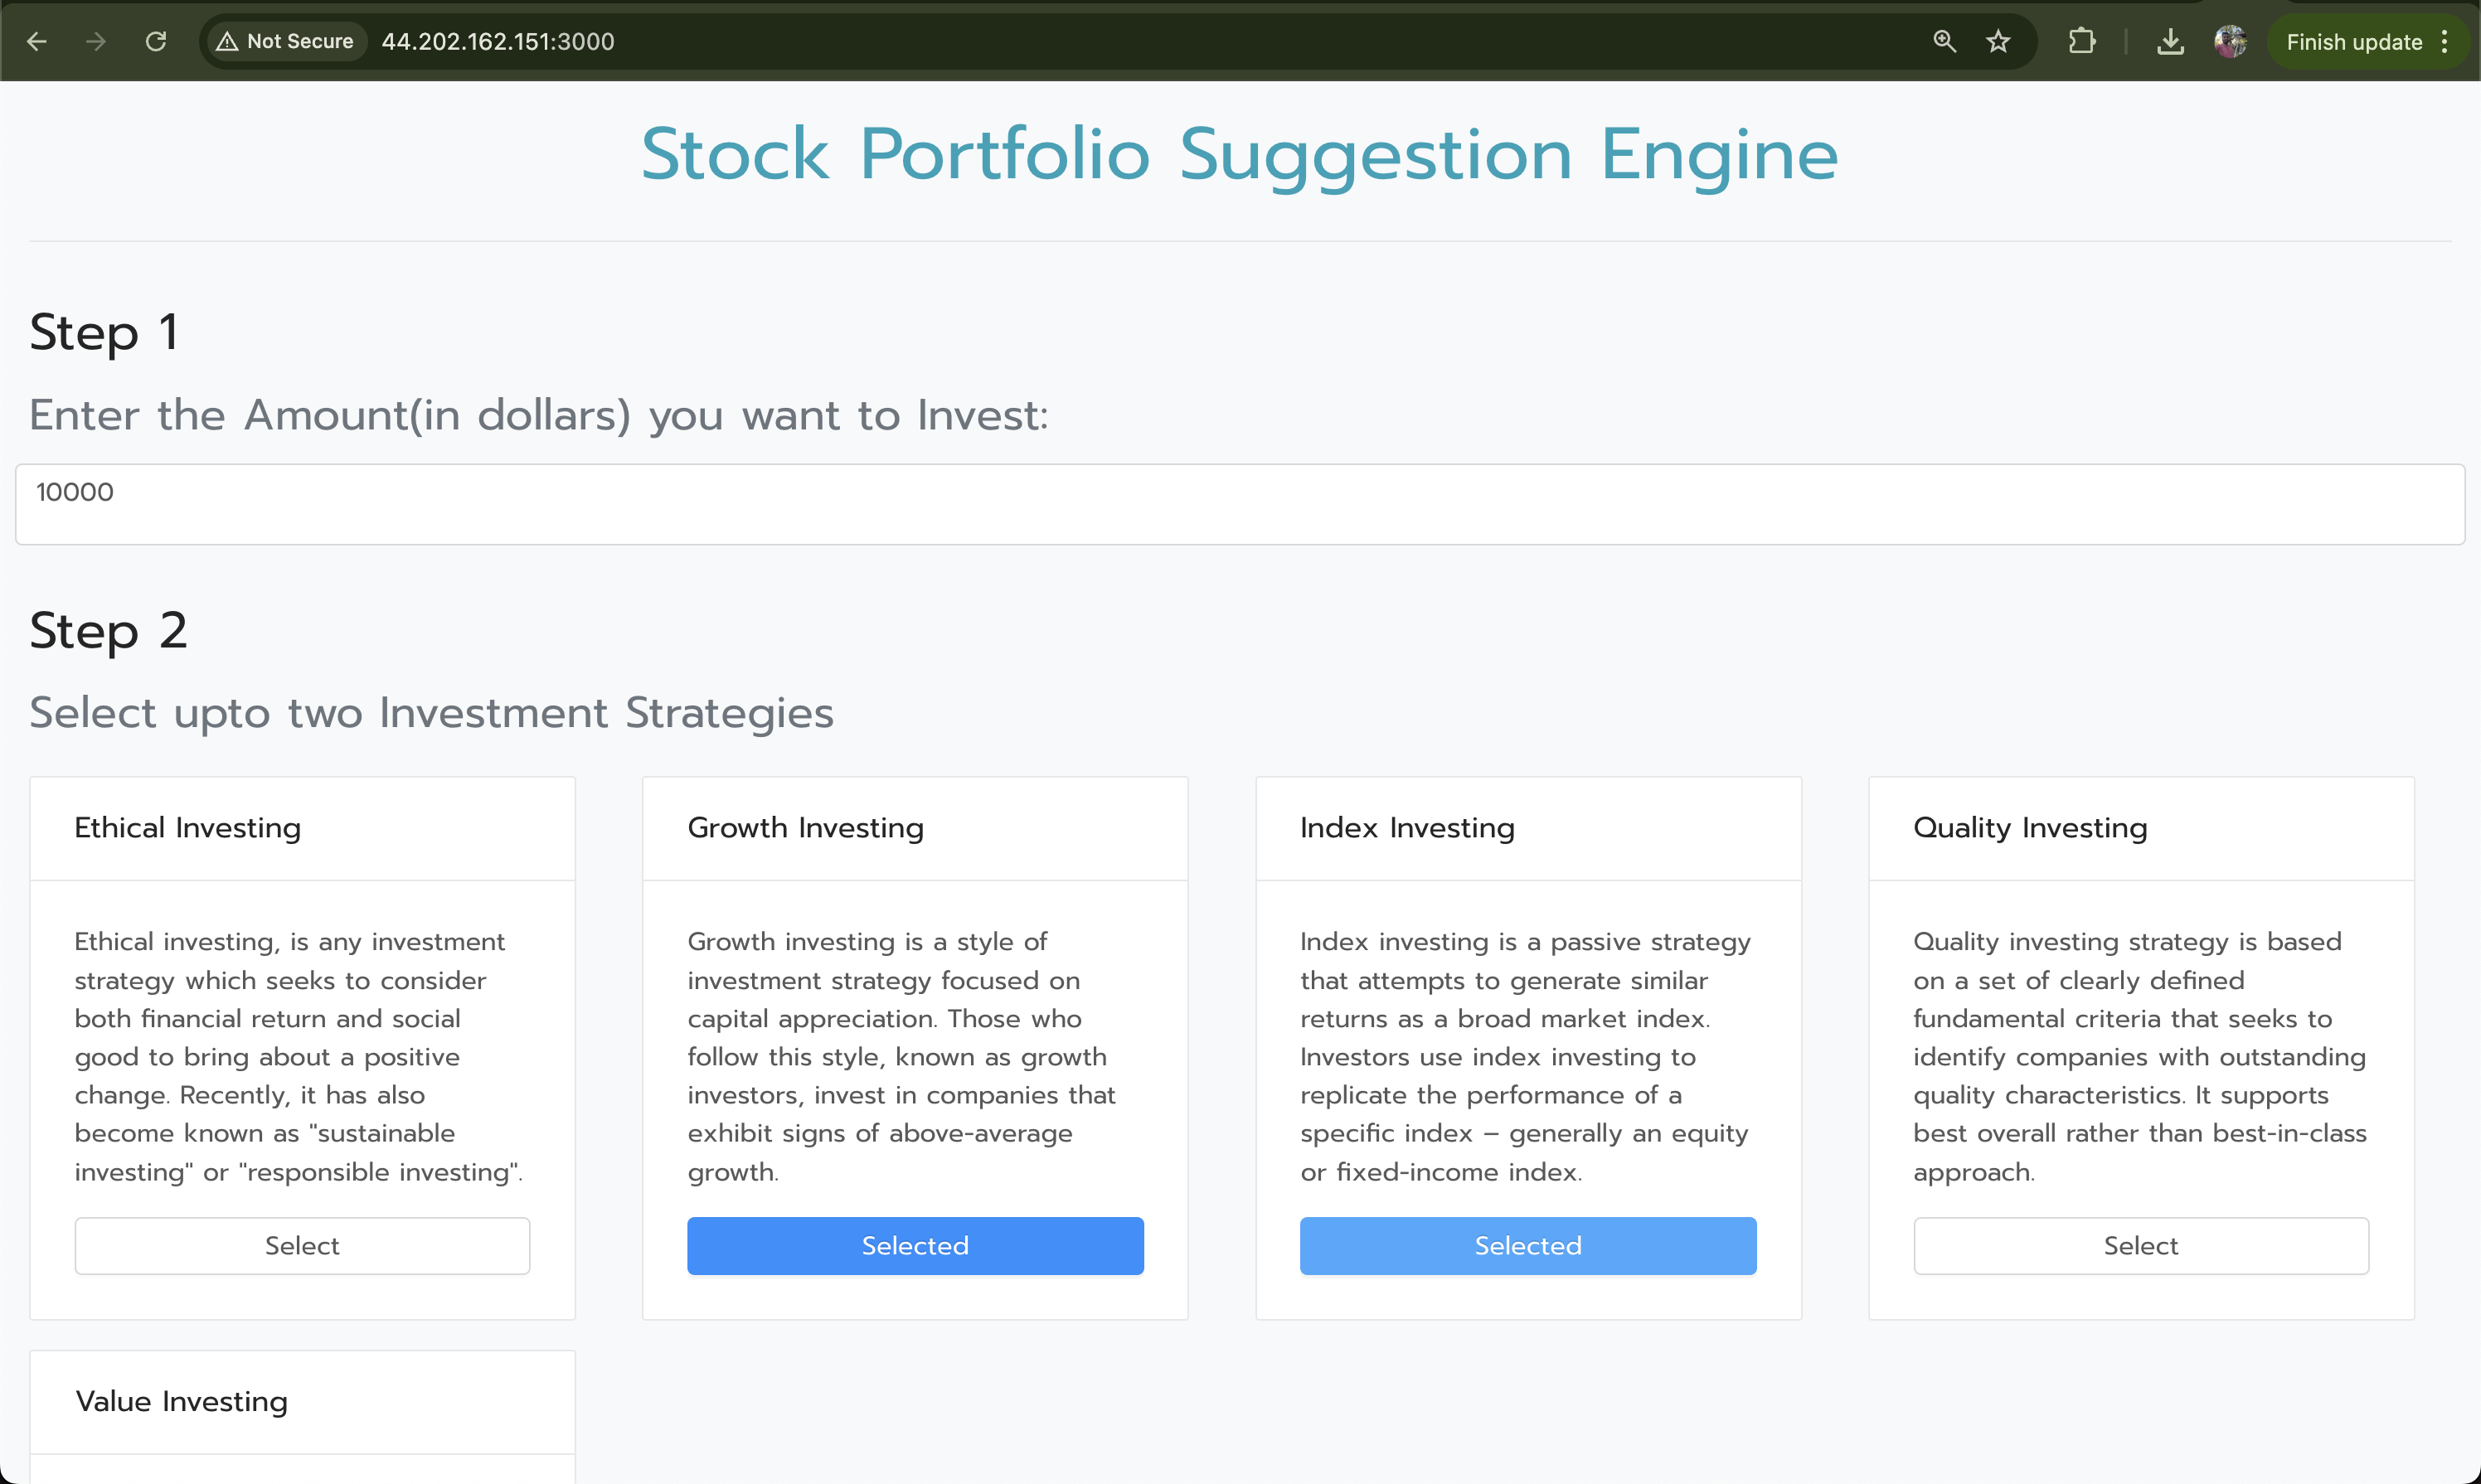 Not Secure
44.202.162.151:3000
Finish update
Stock Portfolio Suggestion Engine
Step 1
Enter the Amount(in dollars) you want to Invest:
10000
Step 2
Select upto two Investment Strategies
Ethical Investing
Ethical investing, is any investment
strategy which seeks to consider
both financial return and social
good to bring about a positive
change. Recently, it has also
become known as "sustainable
investing" or "responsible investing".
Select
Growth Investing
Growth investing is a style of
investment strategy focused on
capital appreciation. Those who
follow this style, known as growth
investors, invest in companies that
exhibit signs of above-average
growth.
Selected
Index Investing
Index investing is a passive strategy
that attempts to generate similar
returns as a broad market index.
Investors use index investing to
replicate the performance of a
specific index – generally an equity
or fixed-income index.
Selected
Quality Investing
Quality investing strategy is based
on a set of clearly defined
fundamental criteria that seeks to
identify companies with outstanding
quality characteristics. It supports
best overall rather than best-in-class
approach.
Select
Value Investing